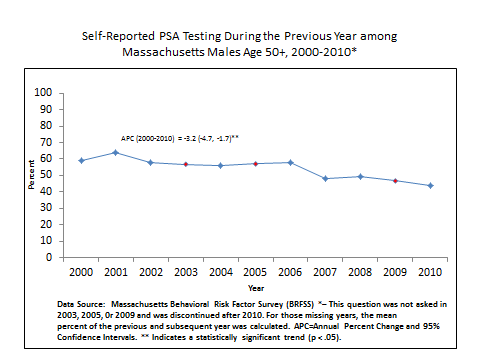 Self-Reported PSA Testing During the Previous Year among
Massachusetts Males Age 50+, 2000-2010*
100
90
80
70
60
50
40
30
20
10
0
Percent
APC (2000-2010) = -3.2 (-4.7, -1.7)**
2000 2001 2002 2003 2004 2005 2006 2007 2008 2009 2010
Year
Data Source: Massachusetts Behavioral Risk Factor Survey (BRFSS) *– This question was not asked in
2003, 2005, 0r 2009 and was discontinued after 2010. For those missing years, the mean
percent of the previous and subsequent year was calculated. APC=Annual Percent Change and 95%
Confidence Intervals. ** Indicates a statistically significant trend (p < .05).